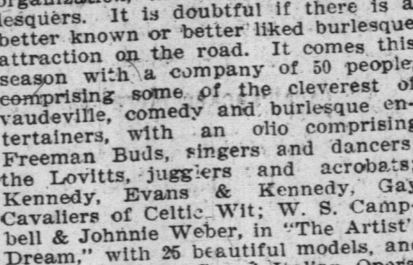 lesquers. It is doubtful if there is a
better known or better liked burlesque
attraction on the road. It comes this
season with a company of 50 people,
comprising some of the cleverest of
vaudeville, comedy and burlesque en-
tertainers, with an olio comprising
Freeman Buds, singers and dancers;
the Lovitts, jugglers and acrobats;
Kennedy, Evans & Kennedy, Gay
Cavaliers of Celtic Wit; W. S. Camp-
bell & Johnnie Weber, in "The Artist'
Dream," with 25 beautiful models, an